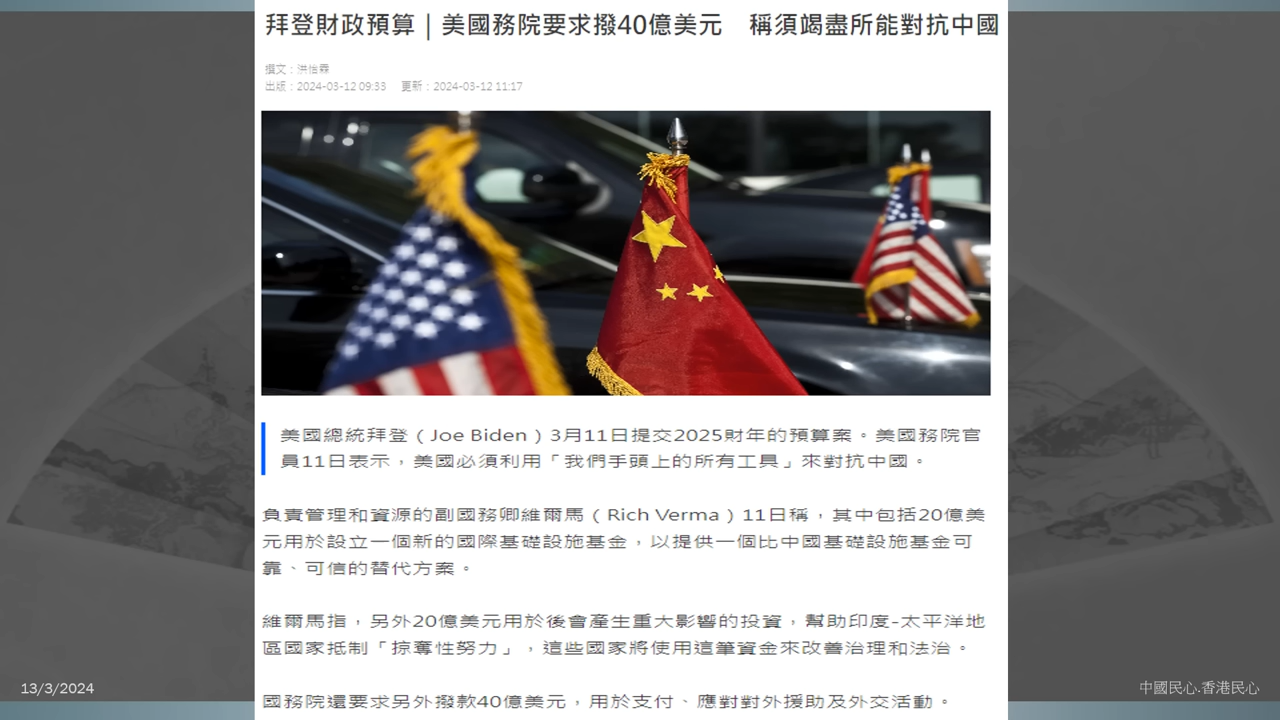 拜登財政預算｜美國務院要求撥40億美元　稱須竭盡所能對抗中國
撰文：洪怡霖
出版：2024-03-12 09:33　更新：2024-03-12 11:17
美國總統拜登（Joe Biden）3月11日提交2025財年的預算案。美國務院官
員11日表示，美國必須利用「我們手頭上的所有工具」來對抗中國。
負責管理和資源的副國務卿維爾馬（Rich Verma）11日稱，其中包括20億美
元用於設立一個新的國際基礎設施基金，以提供一個比中國基礎設施基金可
靠、可信的替代方案。
維爾馬指，另外20億美元用於後會產生重大影響的投資，幫助印度-太平洋地
區國家抵制「掠奪性努力」，這些國家將使用這筆資金來改善治理和法治。
國務院還要求另外撥款40億美元，用於支付、應對對外援助及外交活動。
13/3/2024
中國民心.香港民心